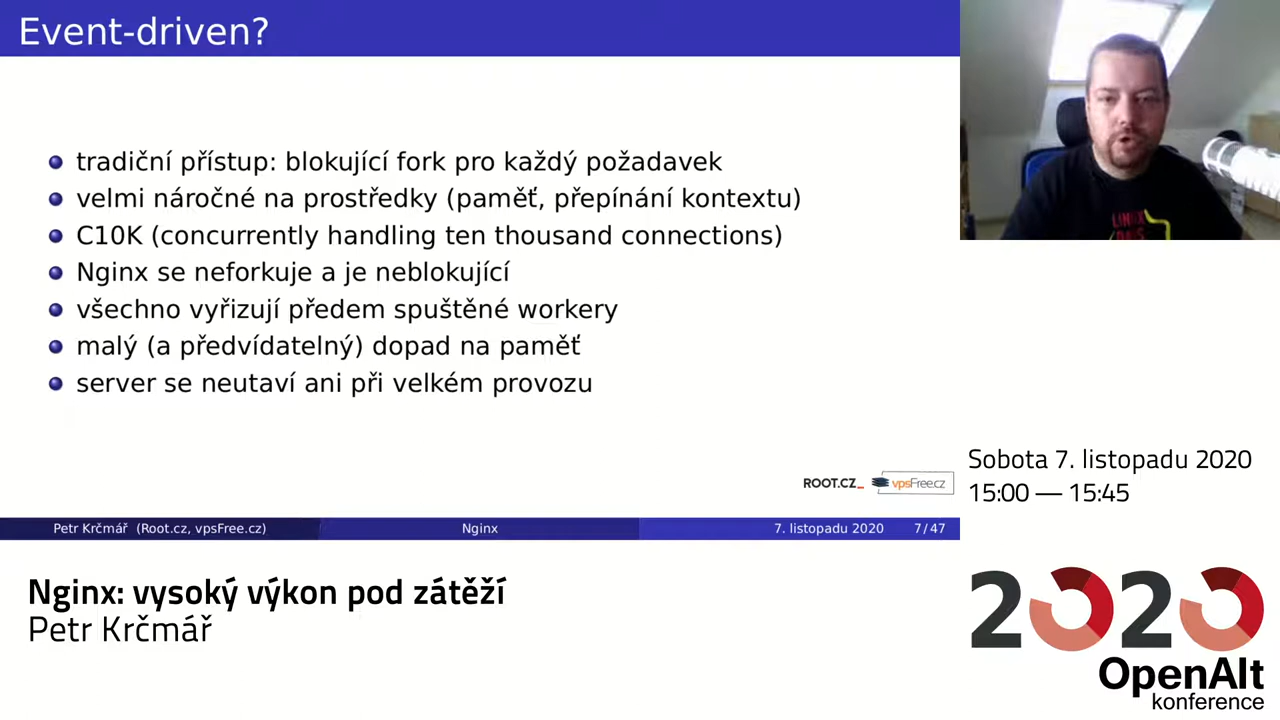 Event-driven?
tradiční přístup: blokující fork pro každý požadavek
velmi náročné na prostředky (paměť, přepínání kontextu)
C10K (concurrently handling ten thousand connections)
Nginx se neforkuje a je neblokující
všechno vyřizují předem spuštěné workery
malý (a předvídatelný) dopad na paměť
server se neutaví ani při velkém provozu
ROOT.CZ_ vpsFree.cz
Petr Krčmář (Root.cz, vpsFree.cz) Nginx 7. listopadu 2020 7/47
LINUX
DAYS
Sobota 7. listopadu 2020
15:00 — 15:45
Nginx: vysoký výkon pod zátěží
Petr Krčmář
2020
OpenAlt
konference